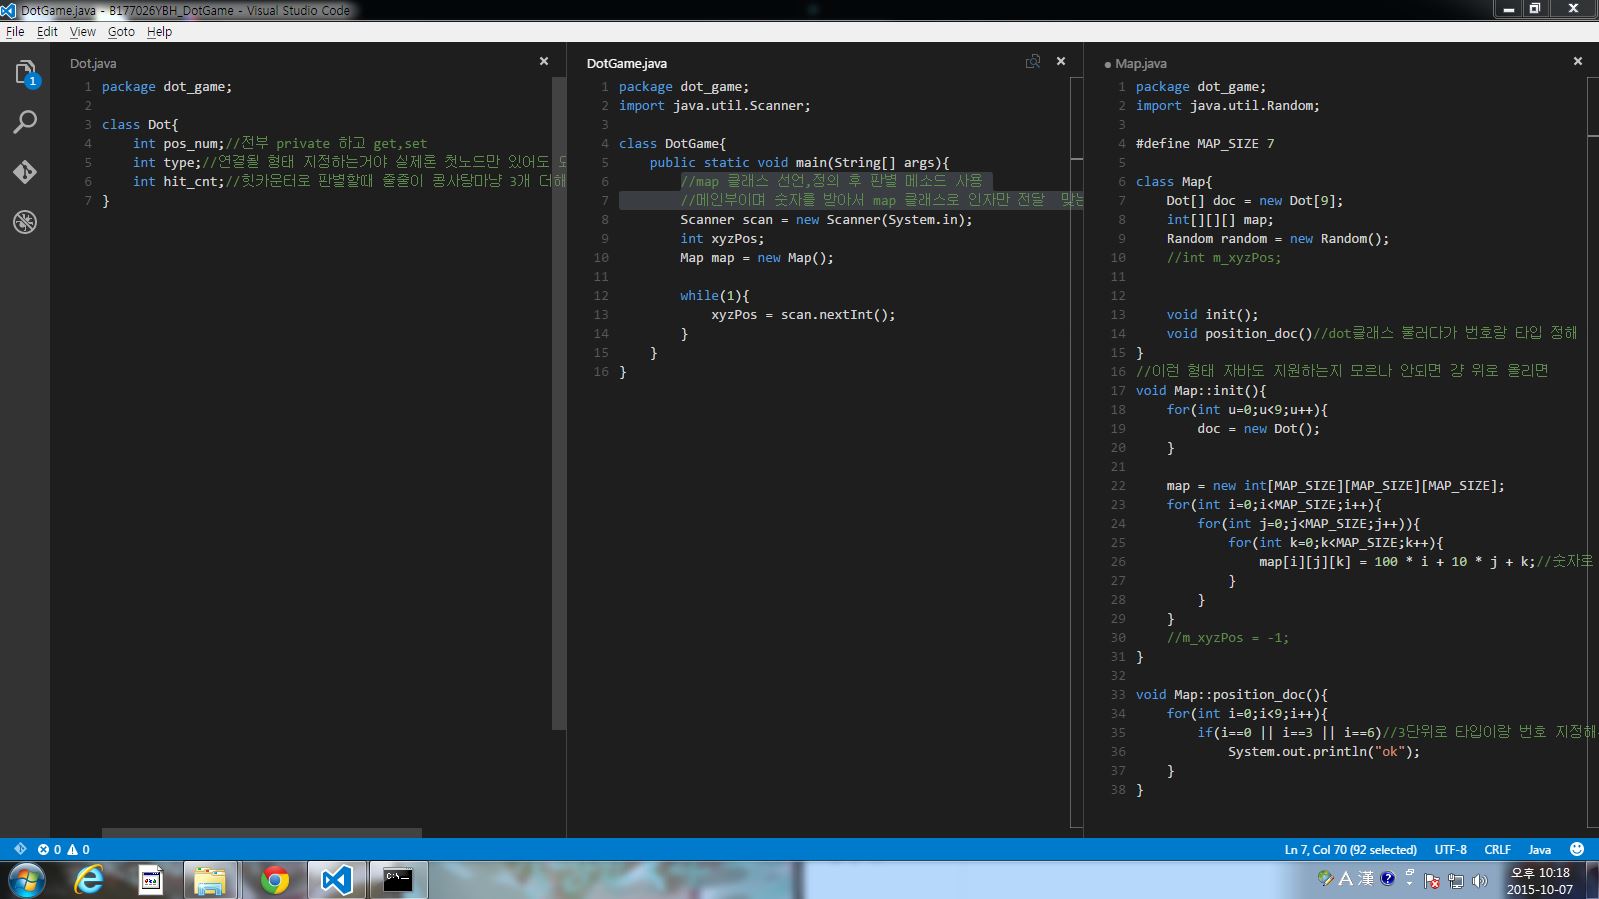 DotGame.java - B177026YBH_DotGame - Visual Studio Code
File Edit View Goto Help
1
Dot.java
1 package dot_game;
2
3 class Dot{
4 int pos_num;//전부 private 하고 get,set
5 int type;//연결될 형태 지정하는거야 실제론 첫노드만 있어도 되
6 int hit_cnt;//힛카운터로 판별할때 줄줄이 콩사탕마냥 3개 더해
7 }
DotGame.java
1 package dot_game;
2 import java.util.Scanner;
3
4 class DotGame{
5 public static void main(String[] args){
6 //map 클래스 선언,정의 후 판별 메소드 사용
7 //메인부이며 숫자를 받아서 map 클래스로 인자만 전달 맞는
8 Scanner scan = new Scanner(System.in);
9 int xyzPos;
10 Map map = new Map();
11
12 while(1){
13 xyzPos = scan.nextInt();
14 }
15 }
16 }
Map.java
1 package dot_game;
2 import java.util.Random;
3
4 #define MAP_SIZE 7
5
6 class Map{
7 Dot[] doc = new Dot[9];
8 int[][][] map;
9 Random random = new Random();
10 //int m_xyzPos;
11
12
13 void init();
14 void position_doc()//dot클래스 불러다가 번호랑 타입 정해
15 }
16 //이런 형태 자바도 지원하는지 모르나 안되면 걍 위로 올리면
17 void Map::init(){
18 for(int u=0;u<9;u++){
19 doc = new Dot();
20 }
21
22 map = new int[MAP_SIZE][MAP_SIZE][MAP_SIZE];
23 for(int i=0;i<MAP_SIZE;i++){
24 for(int j=0;j<MAP_SIZE;j++)){
25 for(int k=0;k<MAP_SIZE;k++){
26 map[i][j][k] = 100 * i + 10 * j + k;//숫자로
27 }
28 }
29 }
30 //m_xyzPos = -1;
31 }
32
33 void Map::position_doc(){
34 for(int i=0;i<9;i++){
35 if(i==0 || i==3 || i==6)//3단위로 타입이랑 번호 지정해
36 System.out.println("ok");
37 }
38 }
0 0 Ln 7, Col 70 (92 selected) UTF-8 CRLF Java
A 漢 오후 10:18
2015-10-07